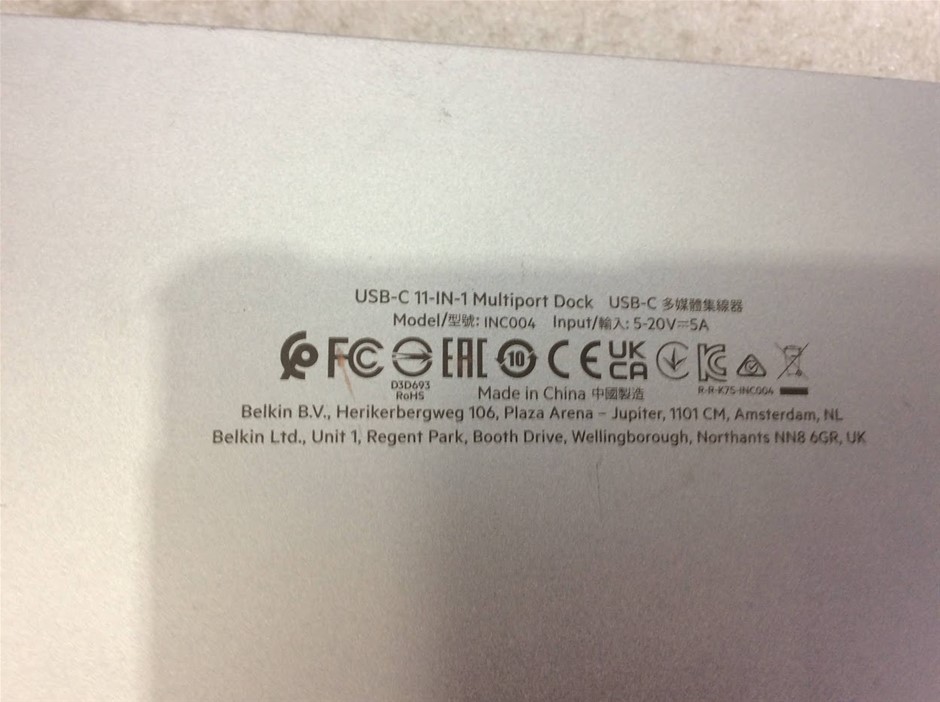 USB-C 11-IN-1 Multiport Dock USB-C 多媒體集線器
Model/型號: INC004 Input/輸入: 5-20V⎓5A
FC EAC 10 CE UK CA
D3D693
RoHS
Made in China 中國製造
R-R-K7S-INC004
Belkin B.V., Herikerbergweg 106, Plaza Arena – Jupiter, 1101 CM, Amsterdam, NL
Belkin Ltd., Unit 1, Regent Park, Booth Drive, Wellingborough, Northants NN8 6GR, UK